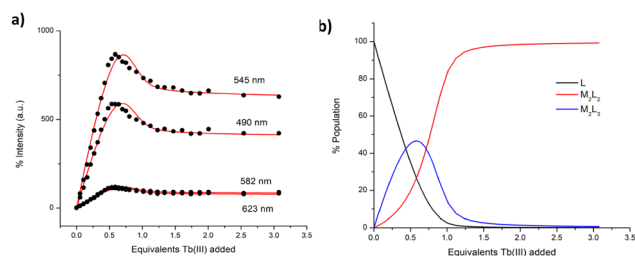 a)
1000
750
500
250
0
% Intensity (a.u.)
545 nm
490 nm
582 nm
623 nm
0.0 0.5 1.0 1.5 2.0 2.5 3.0 3.5
Equivalents Tb(III) added
b)
100
80
60
40
20
0
% Population
L
M₂L₂
M₂L₃
0.0 0.5 1.0 1.5 2.0 2.5 3.0 3.5
Equivalents Tb(III) added